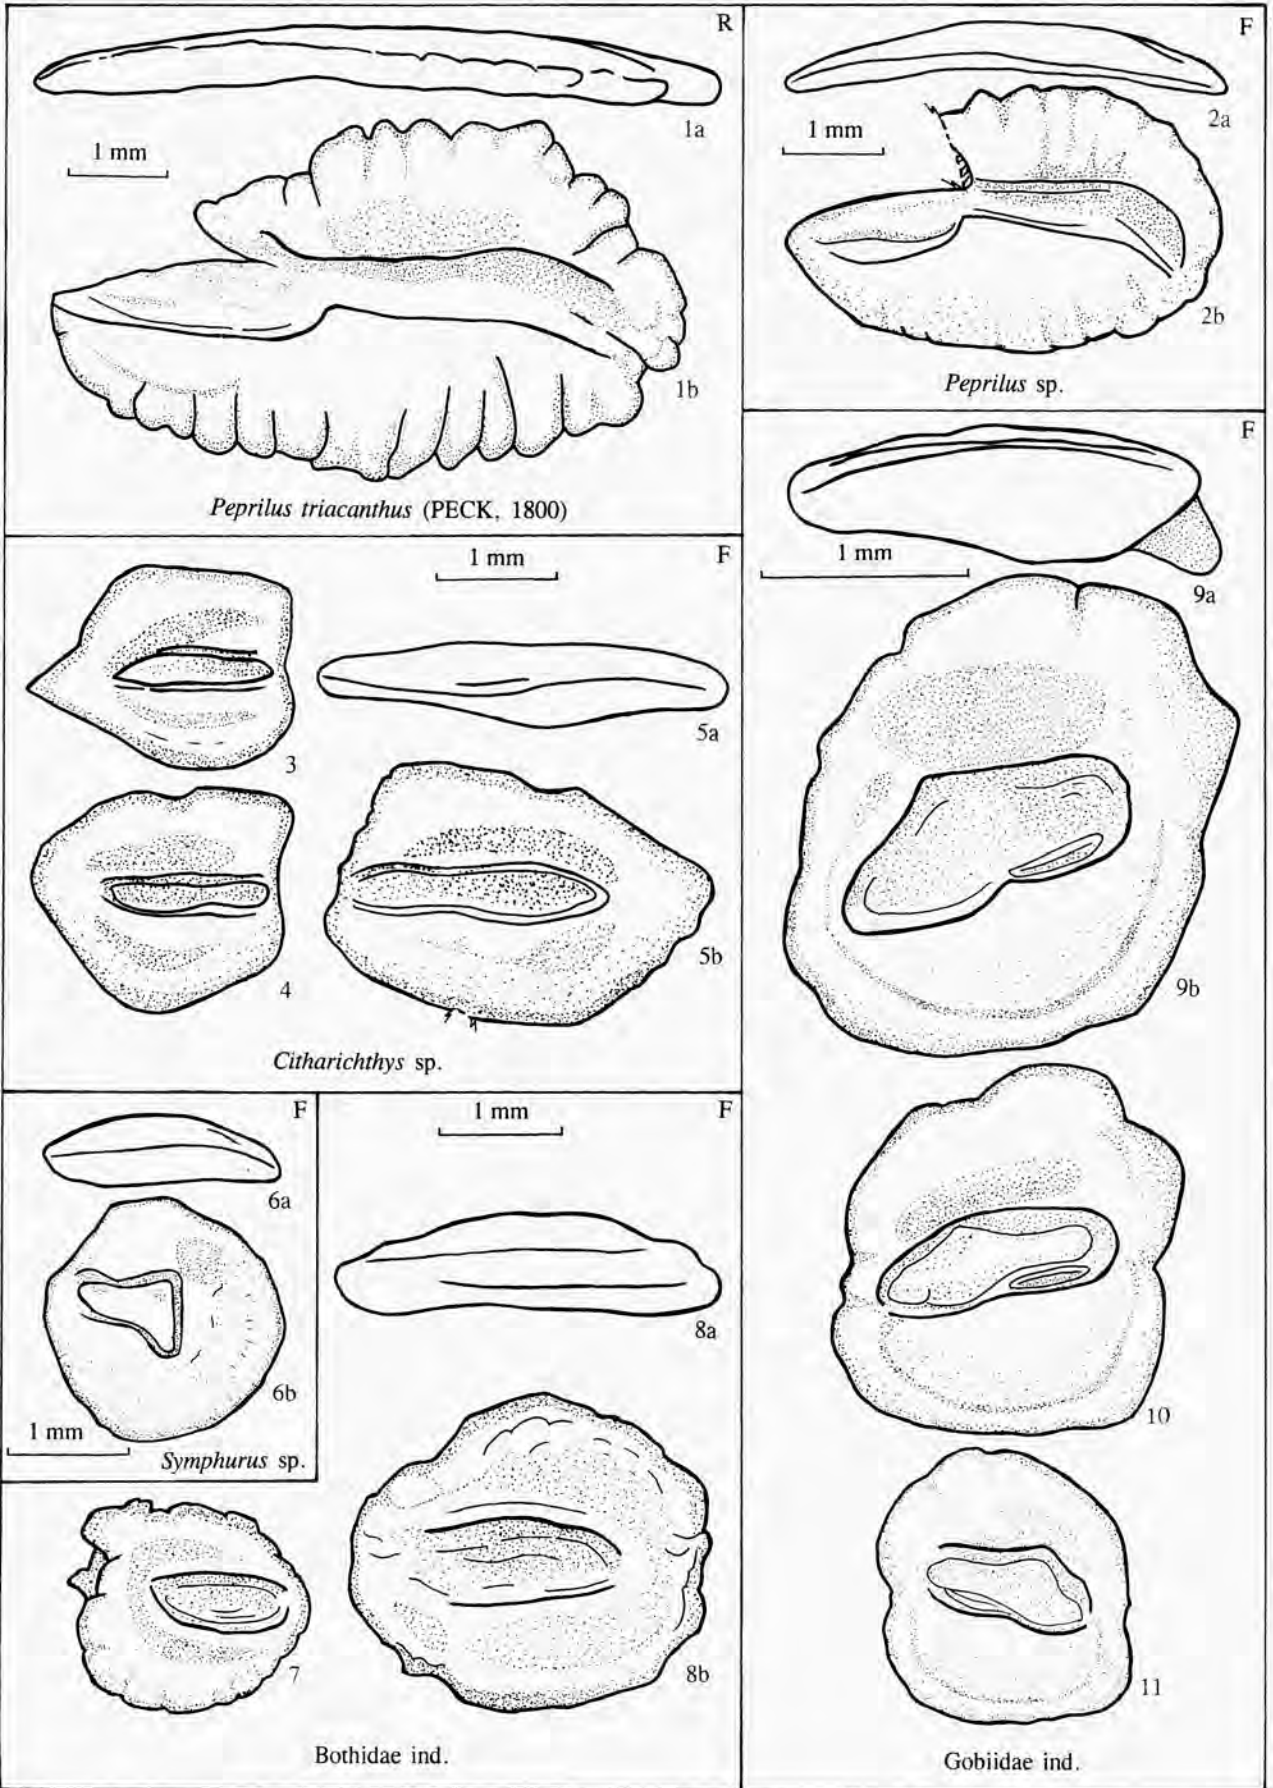 R
1a
1 mm
1b
Peprilus triacanthus (PECK, 1800)
F
2a
1 mm
2b
Peprilus sp.
F
1 mm
3
5a
4
5b
Citharichthys sp.
F
6a
6b
1 mm
Symphurus sp.
1 mm
F
8a
7
8b
Bothidae ind.
F
1 mm
9a
9b
10
11
Gobiidae ind.